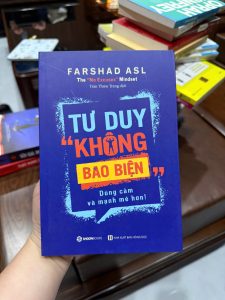 FARSHAD ASL
The "No Excuses" Mindset
TƯ DUY
"KHÔNG
BAO BIỆN"
Dũng cảm
và mạnh mẽ hơn!